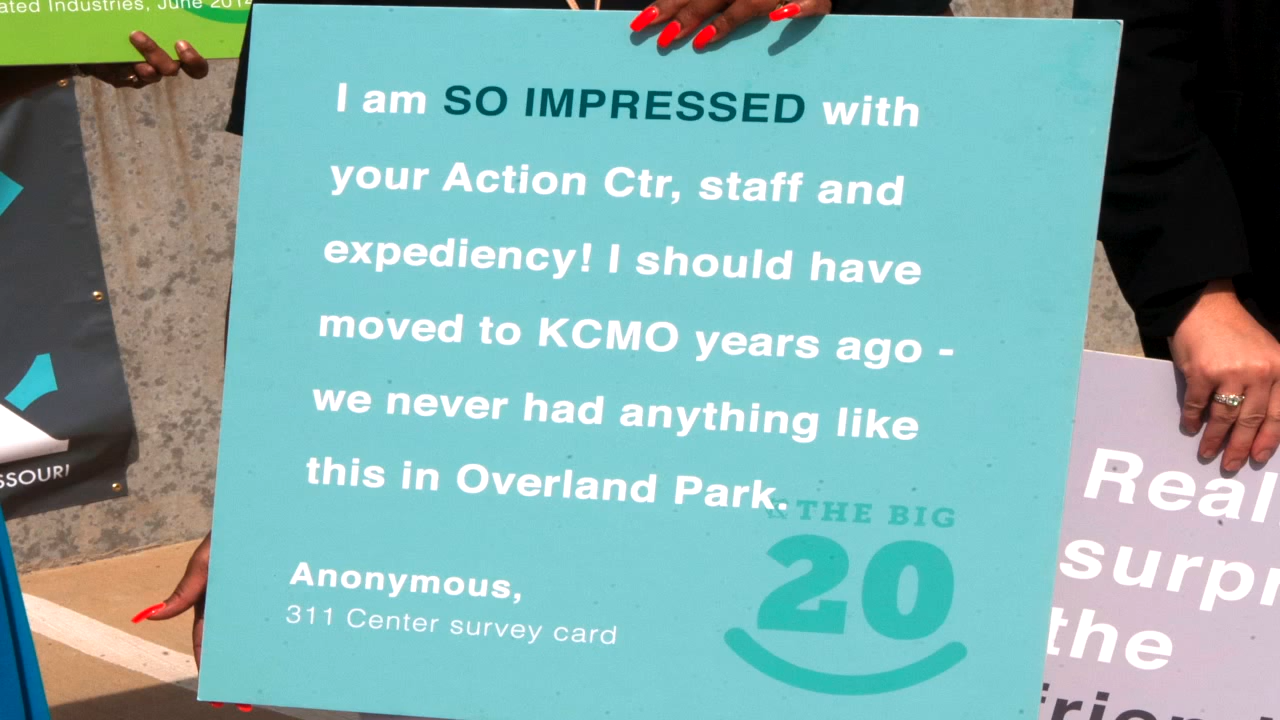 ated Industries, June 2014
I am SO IMPRESSED with
your Action Ctr, staff and
expediency! I should have
moved to KCMO years ago -
we never had anything like
this in Overland Park.
THE BIG
20
Anonymous,
311 Center survey card
SSOURI
Real
surpr
the
frien